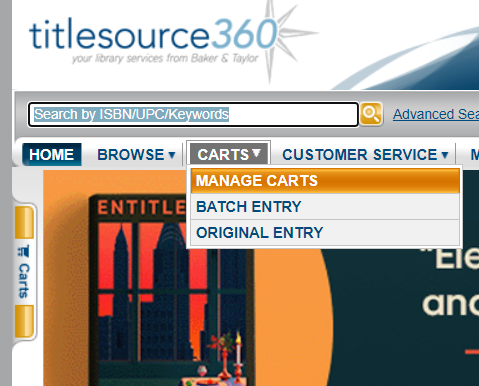 titlesource360
your library services from Baker & Taylor
Search by ISBN/UPC/Keywords
Advanced Sea
HOME BROWSE ▾ CARTS ▾ CUSTOMER SERVICE ▾ M
MANAGE CARTS
BATCH ENTRY
ORIGINAL ENTRY
Carts
ENTITLE
"Ele
and